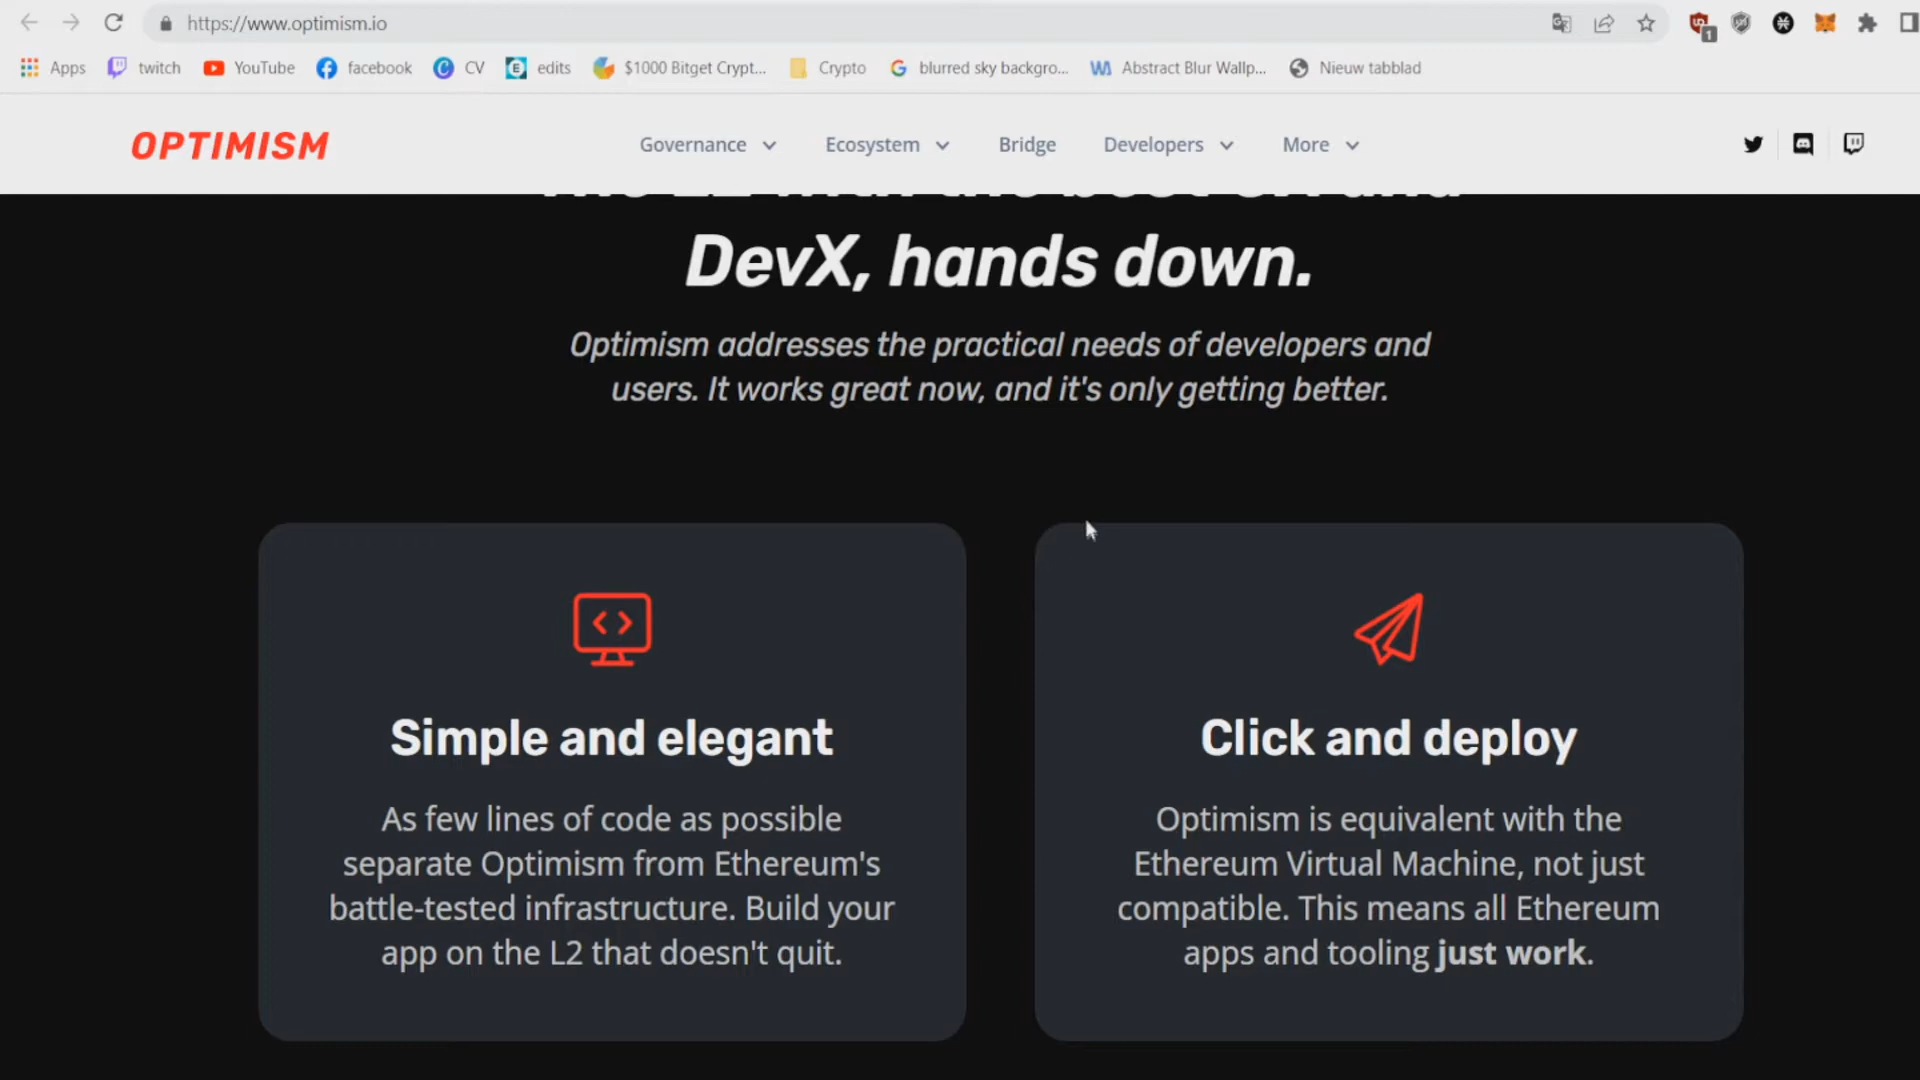 https://www.optimism.io
1
Apps twitch YouTube facebook CV edits $1000 Bitget Crypt... Crypto blurred sky backgro... Abstract Blur Wallp... Nieuw tabblad
OPTIMISM Governance Ecosystem Bridge Developers More
DevX, hands down.
Optimism addresses the practical needs of developers and
users. It works great now, and it's only getting better.
Simple and elegant
As few lines of code as possible
separate Optimism from Ethereum's
battle-tested infrastructure. Build your
app on the L2 that doesn't quit.
Click and deploy
Optimism is equivalent with the
Ethereum Virtual Machine, not just
compatible. This means all Ethereum
apps and tooling just work.